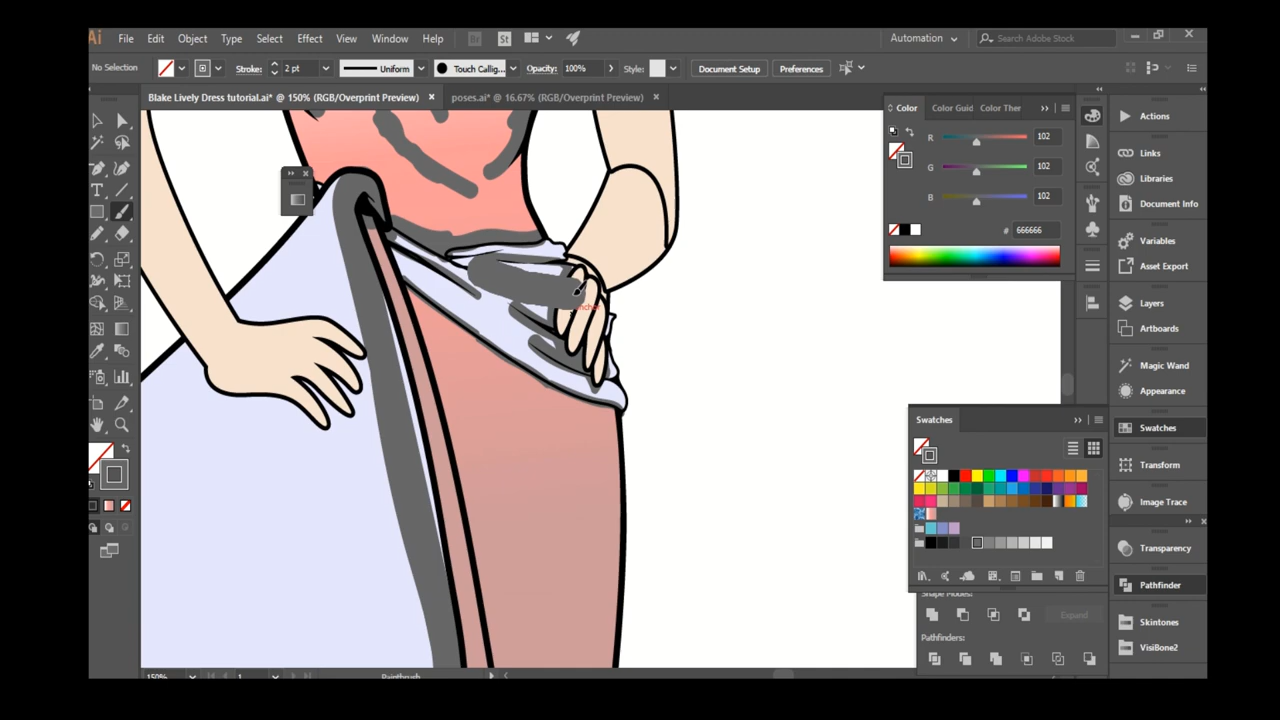 Ai File Edit Object Type Select Effect View Window Help Br St Automation Search Adobe Stock
No Selection Stroke: 2 pt Uniform Touch Callig... Opacity: 100% Style: Document Setup Preferences
Blake Lively Dress tutorial.ai* @ 150% (RGB/Overprint Preview) × poses.ai* @ 16.67% (RGB/Overprint Preview) ×
Color Color Guid Color Ther
R 102
G 102
B 102
# 666666
Actions
Links
Libraries
Document Info
Variables
Asset Export
Layers
Artboards
Magic Wand
Appearance
Swatches
Swatches
Transform
Image Trace
Transparency
Pathfinder
Shape Modes:
Expand
Pathfinders:
Skintones
VisiBone2
150% 1 Paintbrush